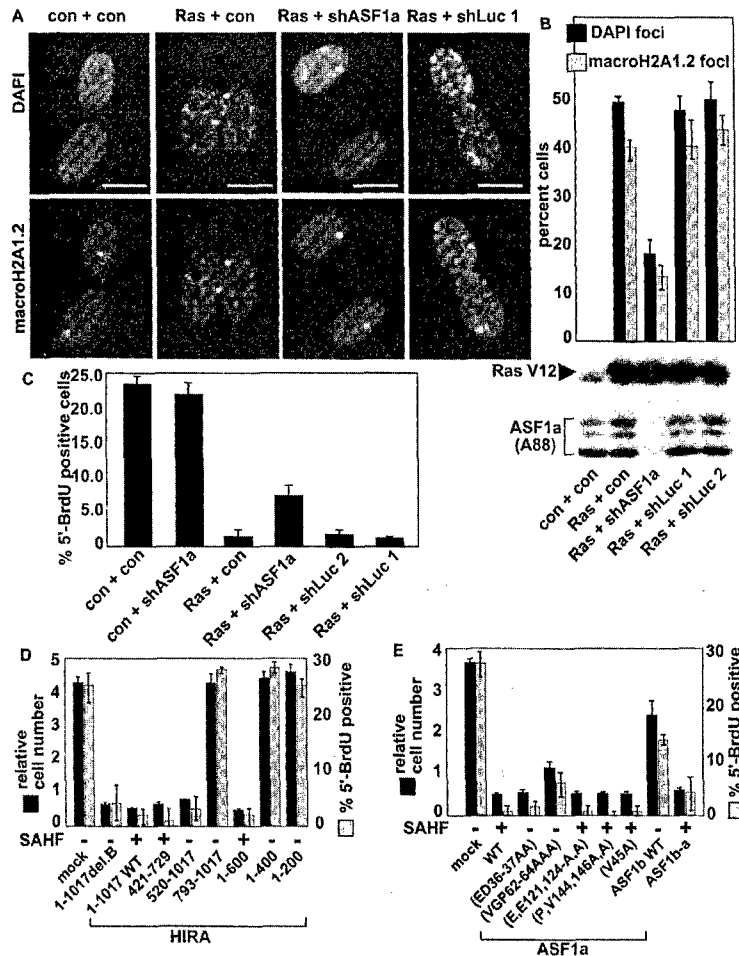 A
con + con
Ras + con
Ras + shASF1a
Ras + shLuc 1
DAPI
macroH2A1.2
B
DAPI foci
macroH2A1.2 foci
percent cells
50
40
30
20
10
0
Ras V12
ASF1a
(A88)
con + con
Ras + con
Ras + shASF1a
Ras + shLuc 1
Ras + shLuc 2
C
% 5'-BrdU positive cells
25.0
20.0
15.0
10.0
5.0
0
con + con
con + shASF1a
Ras + con
Ras + shASF1a
Ras + shLuc 2
Ras + shLuc 1
D
relative
cell number
5
4
3
2
1
0
30
20
10
0
% 5'-BrdU positive
SAHF - - + + - - + - -
mock
1-1017del.B
1-1017 WT
421-729
520-1017
793-1017
1-600
1-400
1-200
HIRA
E
relative
cell number
4
3
2
1
0
30
20
10
0
% 5'-BrdU positive
SAHF - + - - + + + - +
mock
WT
(ED36-37AA)
(VGP62-64AAA)
(E,E121,124-A,A)
(P,V144,146A,A)
(V45A)
ASF1b WT
ASF1b-a
ASF1a